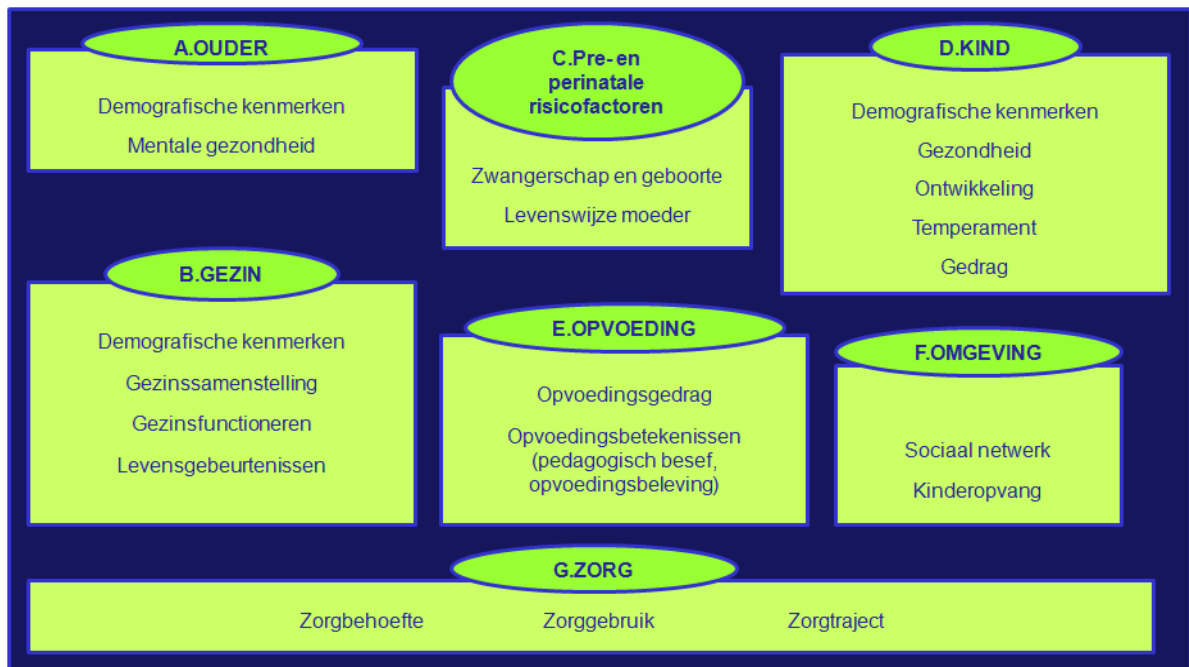 A.OUDER
Demografische kenmerken
Mentale gezondheid
C.Pre- en
perinatale
risicofactoren
Zwangerschap en geboorte
Levenswijze moeder
D.KIND
Demografische kenmerken
Gezondheid
Ontwikkeling
Temperament
Gedrag
B.GEZIN
Demografische kenmerken
Gezinssamenstelling
Gezinsfunctioneren
Levensgebeurtenissen
E.OPVOEDING
Opvoedingsgedrag
Opvoedingsbetekenissen
(pedagogisch besef,
opvoedingsbeleving)
F.OMGEVING
Sociaal netwerk
Kinderopvang
G.ZORG
Zorgbehoefte Zorggebruik Zorgtraject